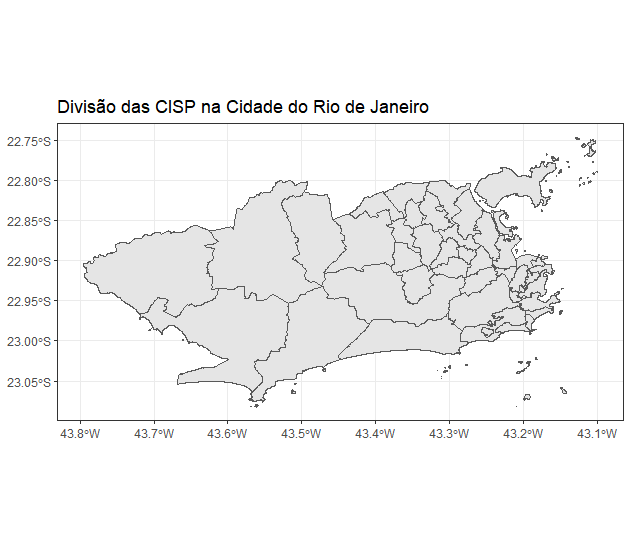 Divisão das CISP na Cidade do Rio de Janeiro
22.75°S
22.80°S
22.85°S
22.90°S
22.95°S
23.00°S
23.05°S
43.8°W 43.7°W 43.6°W 43.5°W 43.4°W 43.3°W 43.2°W 43.1°W